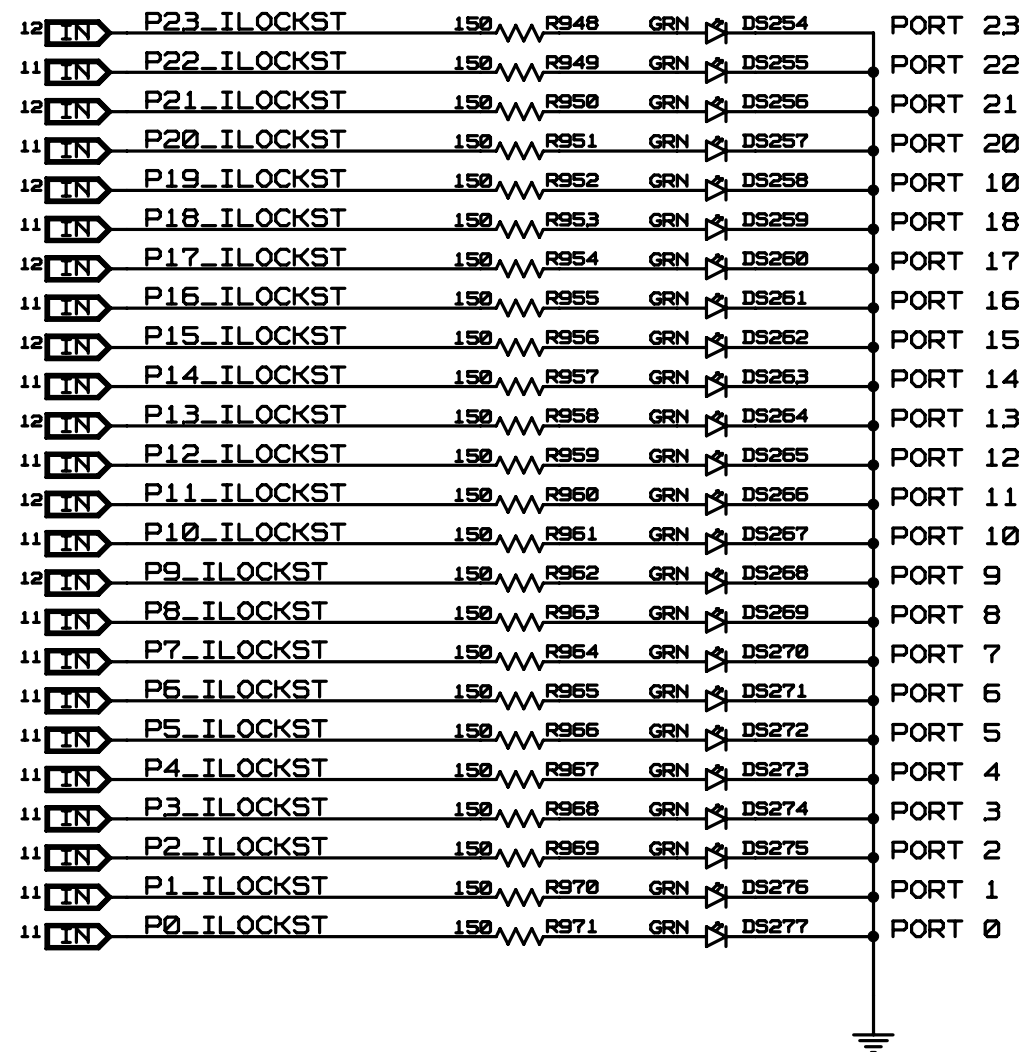 12 IN P23_ILOCKST 150 R948 GRN DS254 PORT 23
11 IN P22_ILOCKST 150 R949 GRN DS255 PORT 22
12 IN P21_ILOCKST 150 R950 GRN DS256 PORT 21
11 IN P20_ILOCKST 150 R951 GRN DS257 PORT 20
12 IN P19_ILOCKST 150 R952 GRN DS258 PORT 10
11 IN P18_ILOCKST 150 R953 GRN DS259 PORT 18
12 IN P17_ILOCKST 150 R954 GRN DS260 PORT 17
11 IN P16_ILOCKST 150 R955 GRN DS261 PORT 16
12 IN P15_ILOCKST 150 R956 GRN DS262 PORT 15
11 IN P14_ILOCKST 150 R957 GRN DS263 PORT 14
12 IN P13_ILOCKST 150 R958 GRN DS264 PORT 13
11 IN P12_ILOCKST 150 R959 GRN DS265 PORT 12
12 IN P11_ILOCKST 150 R960 GRN DS266 PORT 11
11 IN P10_ILOCKST 150 R961 GRN DS267 PORT 10
12 IN P9_ILOCKST 150 R962 GRN DS268 PORT 9
11 IN P8_ILOCKST 150 R963 GRN DS269 PORT 8
11 IN P7_ILOCKST 150 R964 GRN DS270 PORT 7
11 IN P6_ILOCKST 150 R965 GRN DS271 PORT 6
11 IN P5_ILOCKST 150 R966 GRN DS272 PORT 5
11 IN P4_ILOCKST 150 R967 GRN DS273 PORT 4
11 IN P3_ILOCKST 150 R968 GRN DS274 PORT 3
11 IN P2_ILOCKST 150 R969 GRN DS275 PORT 2
11 IN P1_ILOCKST 150 R970 GRN DS276 PORT 1
11 IN P0_ILOCKST 150 R971 GRN DS277 PORT 0